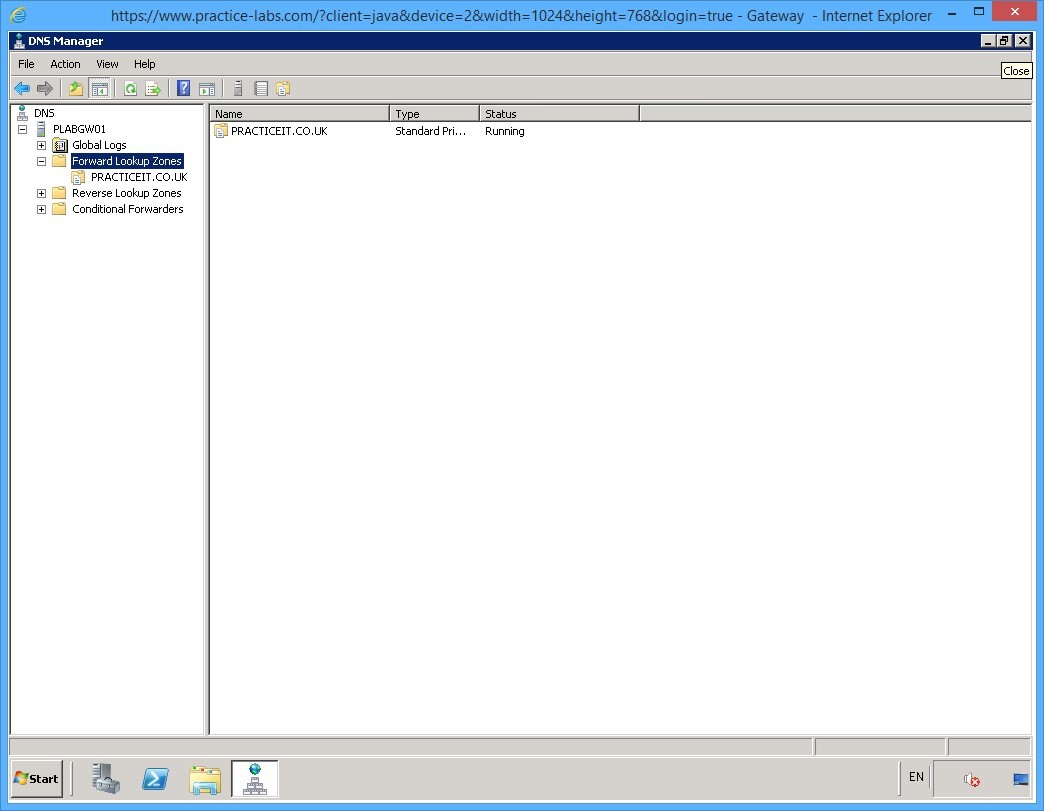 https://www.practice-labs.com/?client=java&device=2&width=1024&height=768&login=true - Gateway - Internet Explorer
DNS Manager
File Action View Help
Close
DNS
PLABGW01
Global Logs
Forward Lookup Zones
PRACTICEIT.CO.UK
Reverse Lookup Zones
Conditional Forwarders
Name Type Status
PRACTICEIT.CO.UK Standard Pri... Running
Start
EN